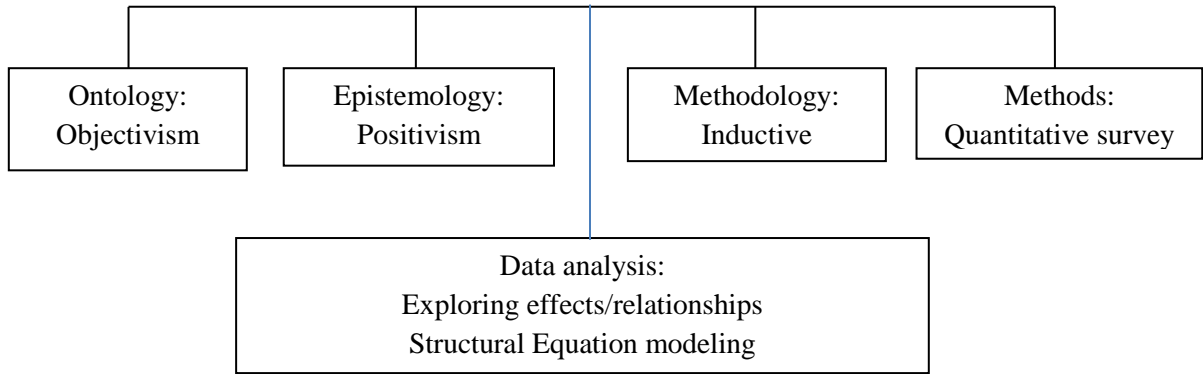 Ontology:
Objectivism
Epistemology:
Positivism
Methodology:
Inductive
Methods:
Quantitative survey
Data analysis:
Exploring effects/relationships
Structural Equation modeling